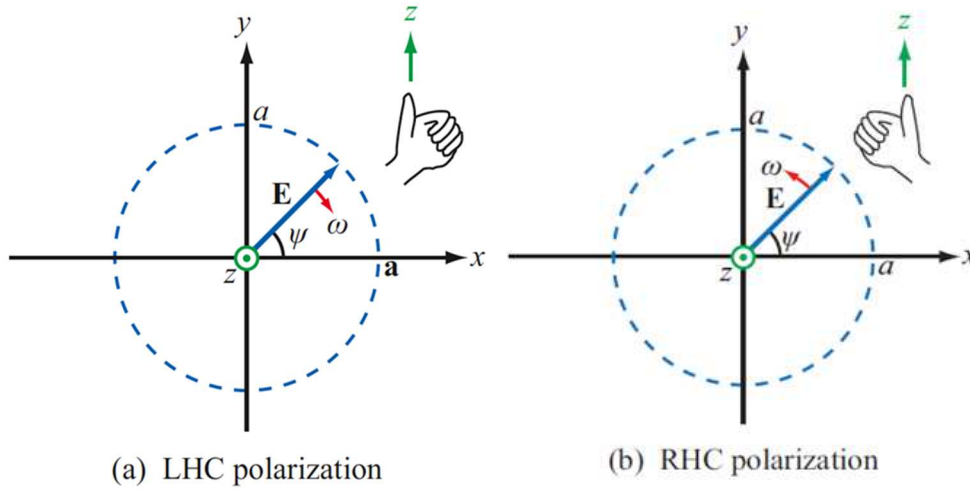 y
z
a
E
ω
ψ
z
a
x
(a) LHC polarization
y
z
a
ω
E
ψ
z
a
x
(b) RHC polarization